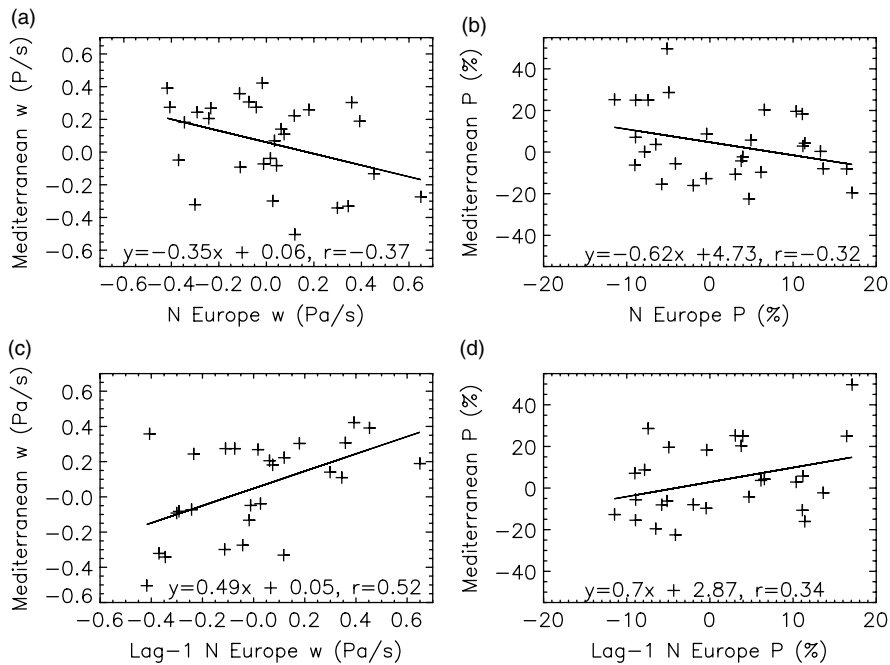 (a)
Mediterranean w (P/s)
0.6
0.4
0.2
0.0
−0.2
−0.4
−0.6
y=−0.35x + 0.06, r=−0.37
−0.6−0.4−0.2 0.0 0.2 0.4 0.6
N Europe w (Pa/s)
(b)
Mediterranean P (%)
40
20
0
−20
−40
y=−0.62x +4.73, r=−0.32
−20 −10 0 10 20
N Europe P (%)
(c)
Mediterranean w (Pa/s)
0.6
0.4
0.2
−0.0
−0.2
−0.4
−0.6
y=0.49x + 0.05, r=0.52
−0.6 −0.4 −0.2 −0.0 0.2 0.4 0.6
Lag−1 N Europe w (Pa/s)
(d)
Mediterranean P (%)
40
20
0
−20
−40
y=0.7x + 2.87, r=0.34
−20 −10 0 10 20
Lag−1 N Europe P (%)